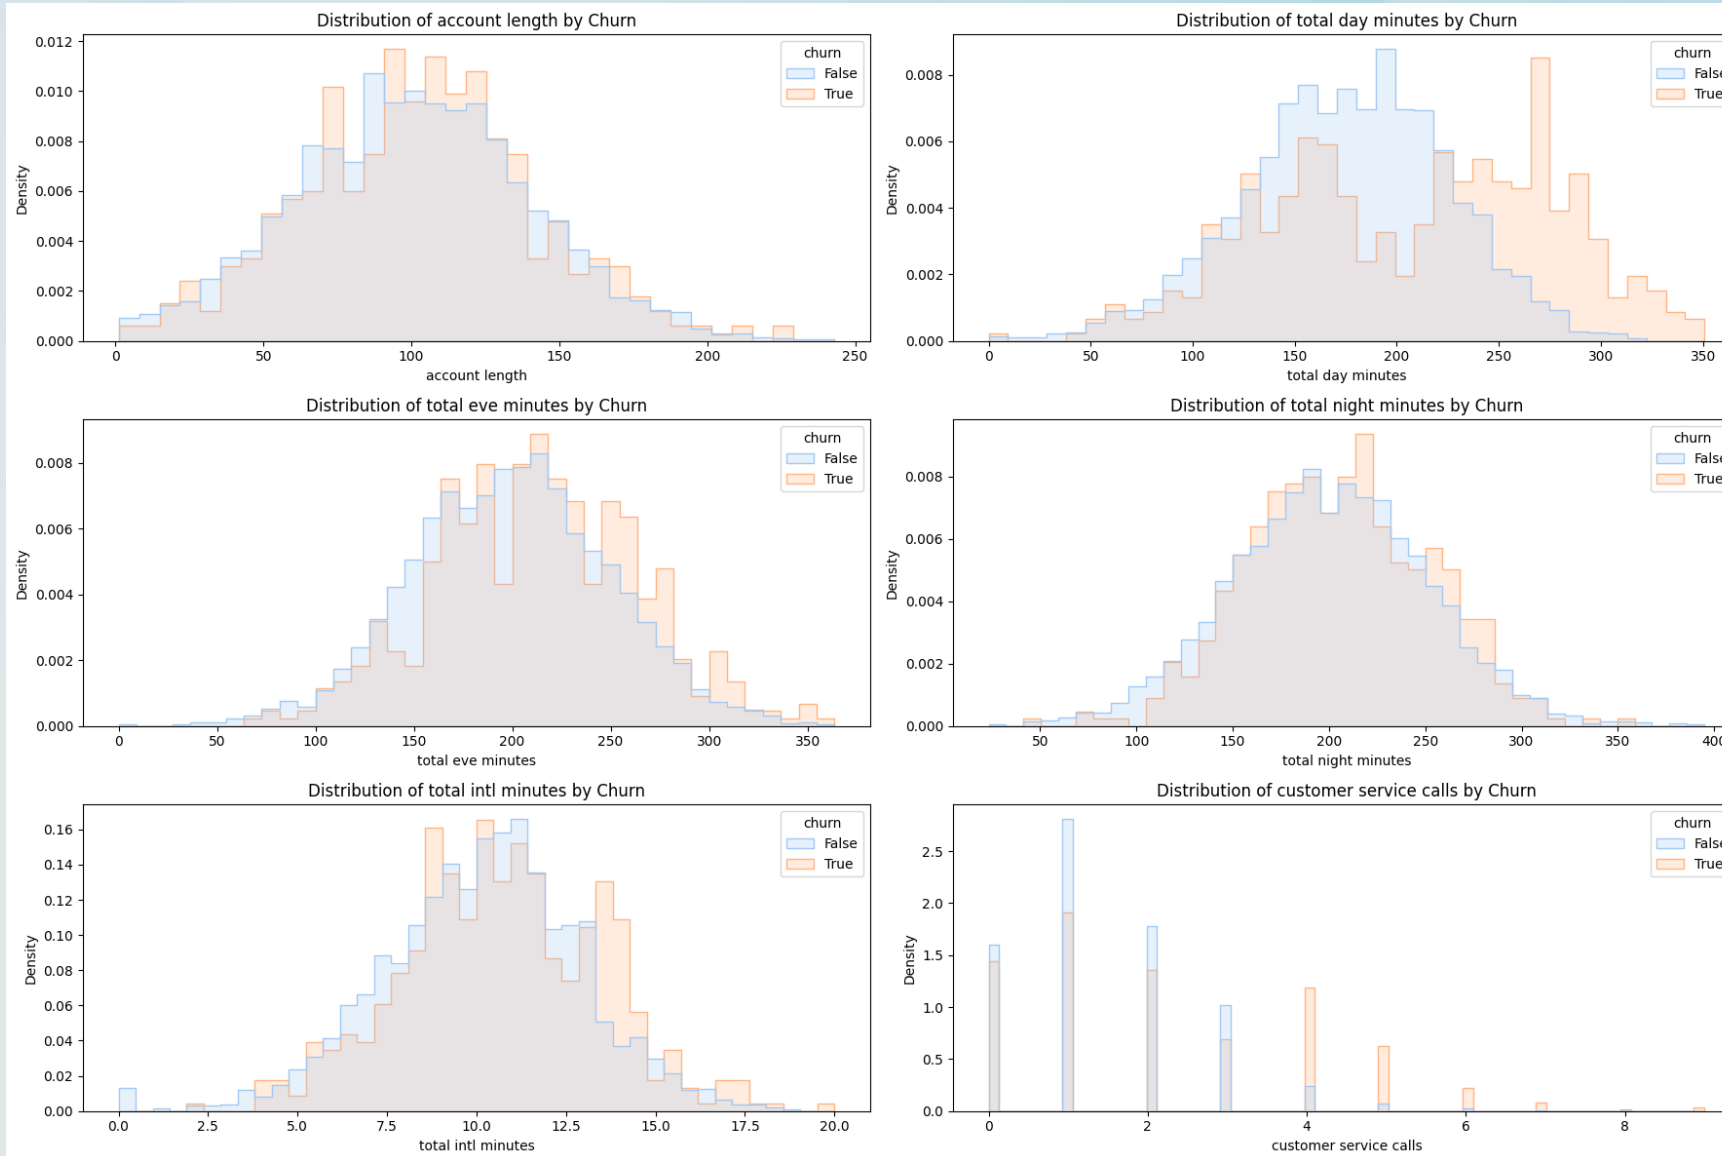 Distribution of account length by Churn
0.012
0.010
0.008
0.006
0.004
0.002
0.000
Density
0
50
100
150
200
250
account length
churn
False
True
Distribution of total day minutes by Churn
0.008
0.006
0.004
0.002
0.000
Density
0
50
100
150
200
250
300
350
total day minutes
churn
False
True
Distribution of total eve minutes by Churn
0.008
0.006
0.004
0.002
0.000
Density
0
50
100
150
200
250
300
350
total eve minutes
churn
False
True
Distribution of total night minutes by Churn
0.008
0.006
0.004
0.002
0.000
Density
50
100
150
200
250
300
350
400
total night minutes
churn
False
True
Distribution of total intl minutes by Churn
0.16
0.14
0.12
0.10
0.08
0.06
0.04
0.02
0.00
Density
0.0
2.5
5.0
7.5
10.0
12.5
15.0
17.5
20.0
total intl minutes
churn
False
True
Distribution of customer service calls by Churn
2.5
2.0
1.5
1.0
0.5
0.0
Density
0
2
4
6
8
customer service calls
churn
False
True